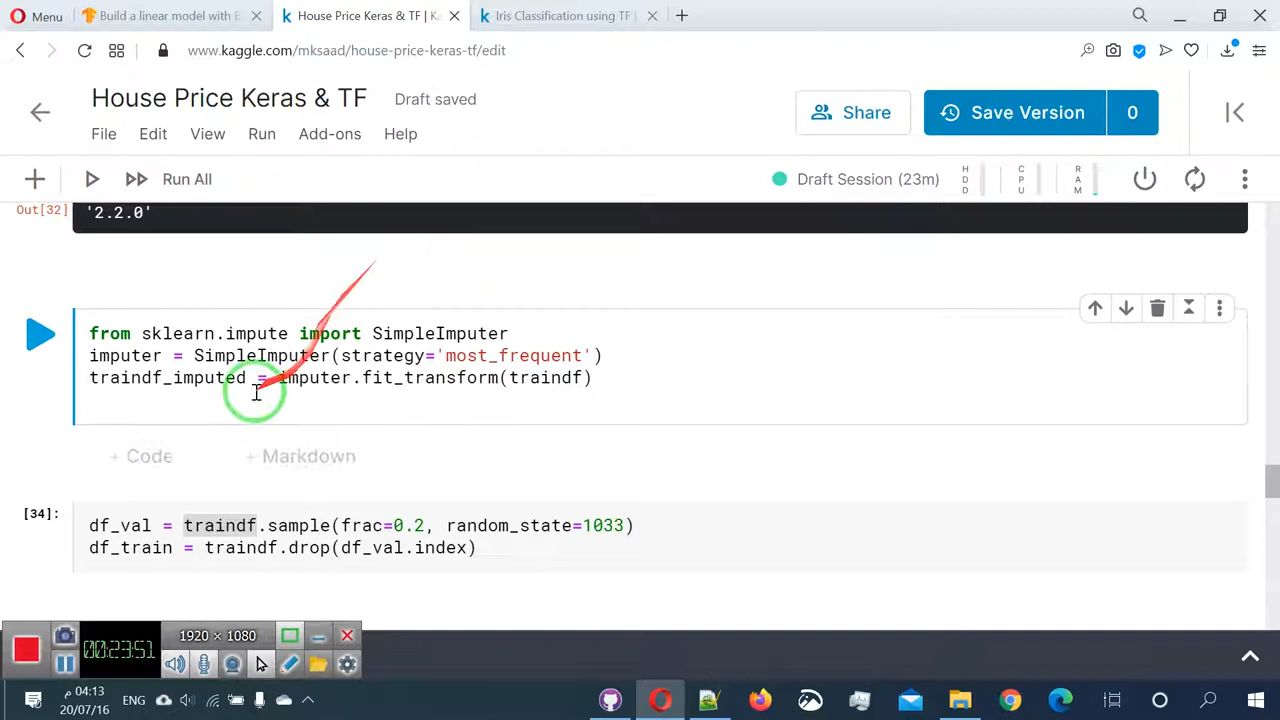 Menu
Build a linear model with E
House Price Keras & TF | Ka
Iris Classification using TF |
www.kaggle.com/mksaad/house-price-keras-tf/edit
House Price Keras & TF
Draft saved
Share
Save Version
0
File
Edit
View
Run
Add-ons
Help
Run All
Draft Session (23m)
HDD
CPU
RAM
Out[32]
'2.2.0'
from sklearn.impute import SimpleImputer
imputer = SimpleImputer(strategy='most_frequent')
traindf_imputed = imputer.fit_transform(traindf)
+ Code
+ Markdown
[34]:
df_val = traindf.sample(frac=0.2, random_state=1033)
df_train = traindf.drop(df_val.index)
00:23:51
1920 × 1080
ENG
04:13 م
20/07/16